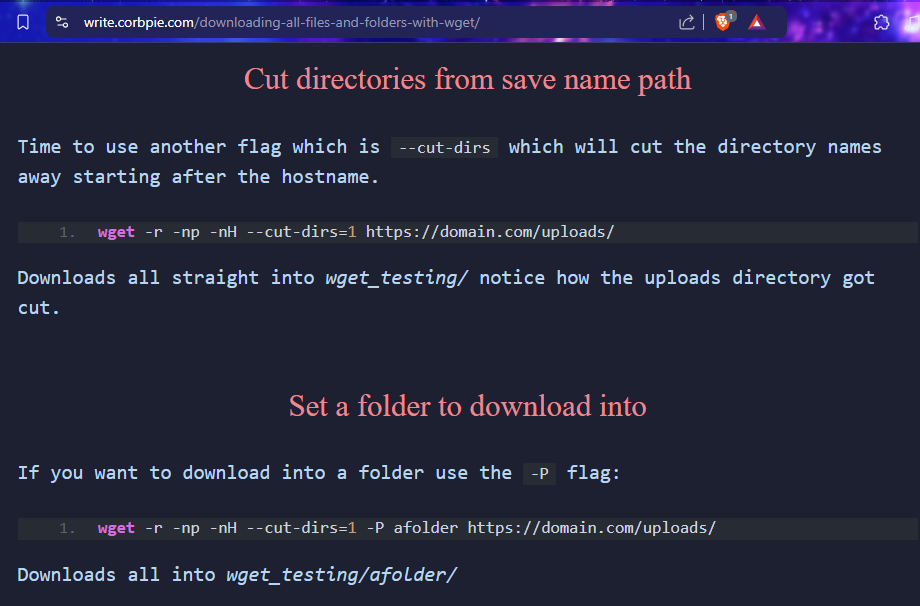 write.corbpie.com/downloading-all-files-and-folders-with-wget/
1
Cut directories from save name path
Time to use another flag which is --cut-dirs which will cut the directory names
away starting after the hostname.
1. wget -r -np -nH --cut-dirs=1 https://domain.com/uploads/
Downloads all straight into wget_testing/ notice how the uploads directory got
cut.
Set a folder to download into
If you want to download into a folder use the -P flag:
1. wget -r -np -nH --cut-dirs=1 -P afolder https://domain.com/uploads/
Downloads all into wget_testing/afolder/